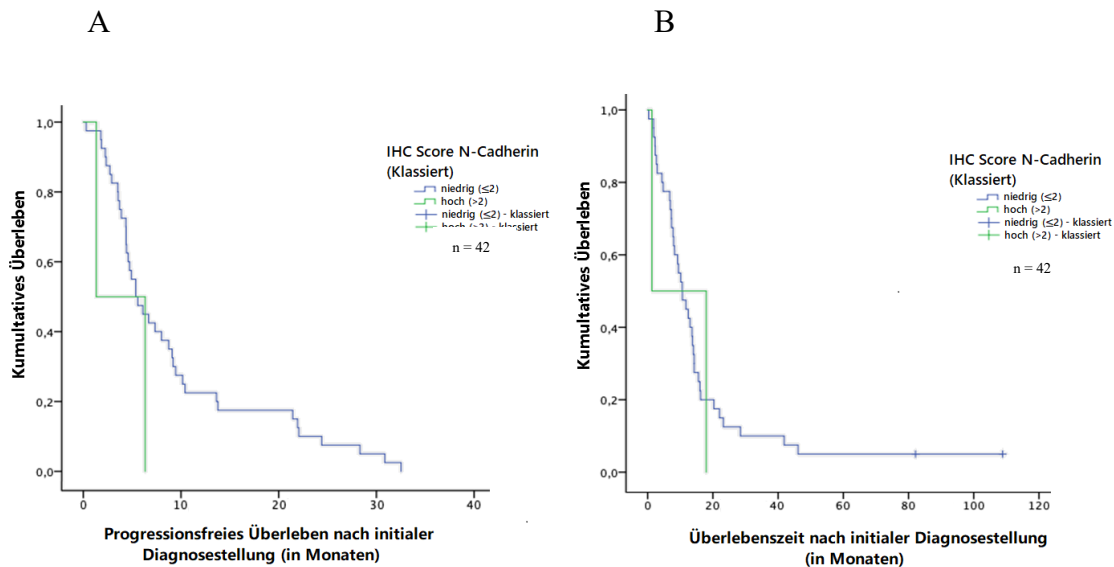 A
B
IHC Score N-Cadherin
(Klassiert)
niedrig (≤2)
hoch (>2)
niedrig (≤2) - klassiert
hoch (>2) - klassiert
n = 42
Kumultatives Überleben
1,0
0,8
0,6
0,4
0,2
0,0
0
10
20
30
40
Progressionsfreies Überleben nach initialer
Diagnosestellung (in Monaten)
IHC Score N-Cadherin
(Klassiert)
niedrig (≤2)
hoch (>2)
niedrig (≤2) - klassiert
hoch (>2) - klassiert
n = 42
Kumultatives Überleben
1,0
0,8
0,6
0,4
0,2
0,0
0
20
40
60
80
100
120
Überlebenszeit nach initialer Diagnosestellung
(in Monaten)